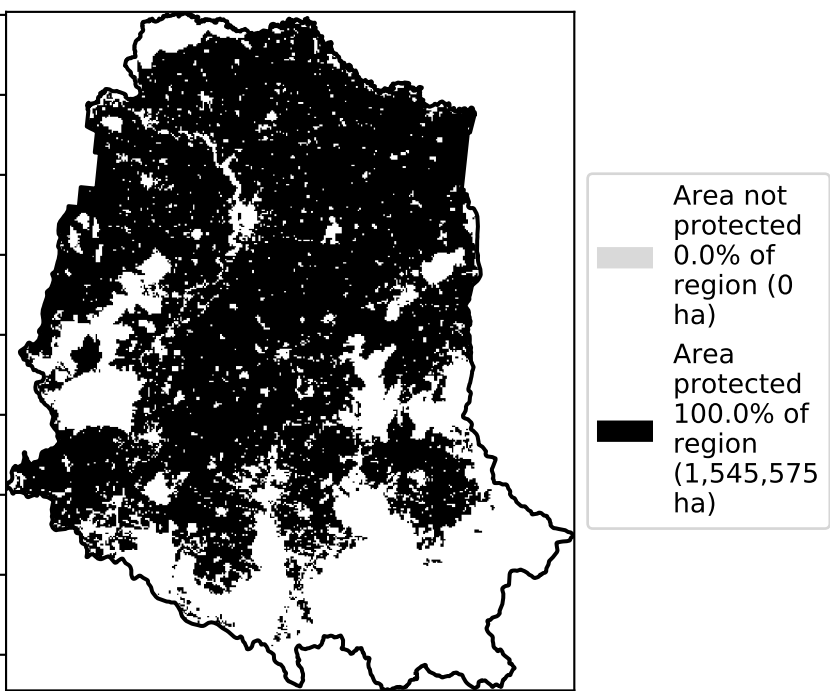 Area not
protected
0.0% of
region (0
ha)
Area
protected
100.0% of
region
(1,545,575
ha)